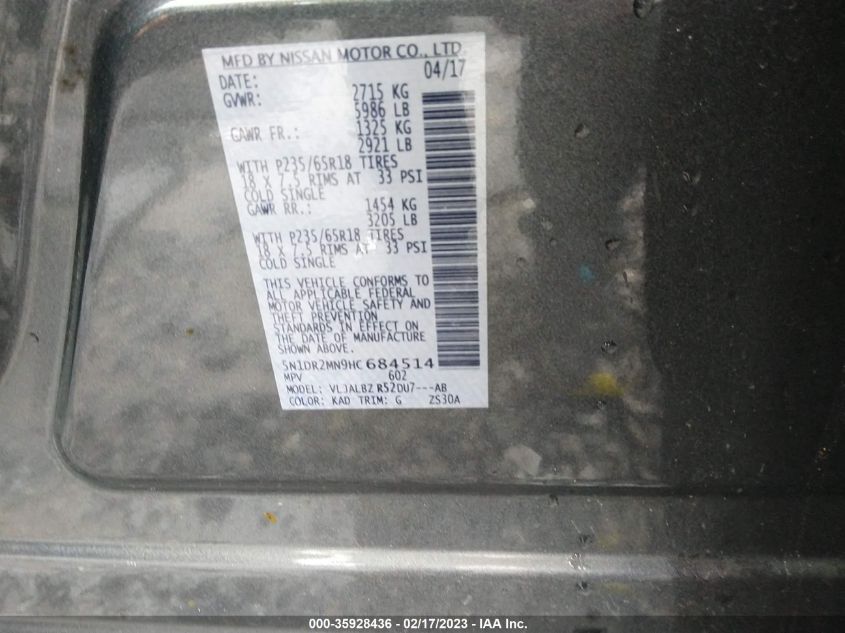 MFD BY NISSAN MOTOR CO., LTD.
DATE: 04/17
GVWR: 2715 KG
5986 LB
GAWR FR.: 1325 KG
2921 LB
WITH P235/65R18 TIRES
18 X 7.5 RIMS AT 33 PSI
COLD SINGLE
GAWR RR.: 1454 KG
3205 LB
WITH P235/65R18 TIRES
18 X 7.5 RIMS AT 33 PSI
COLD SINGLE
THIS VEHICLE CONFORMS TO
ALL APPLICABLE FEDERAL
MOTOR VEHICLE SAFETY AND
THEFT PREVENTION
STANDARDS IN EFFECT ON
THE DATE OF MANUFACTURE
SHOWN ABOVE.
5N1DR2MN9HC684514
MPV 602
MODEL: VLJALBZ R52DU7---AB
COLOR: KAD TRIM: G ZS30A
000-35928436 - 02/17/2023 - IAA Inc.